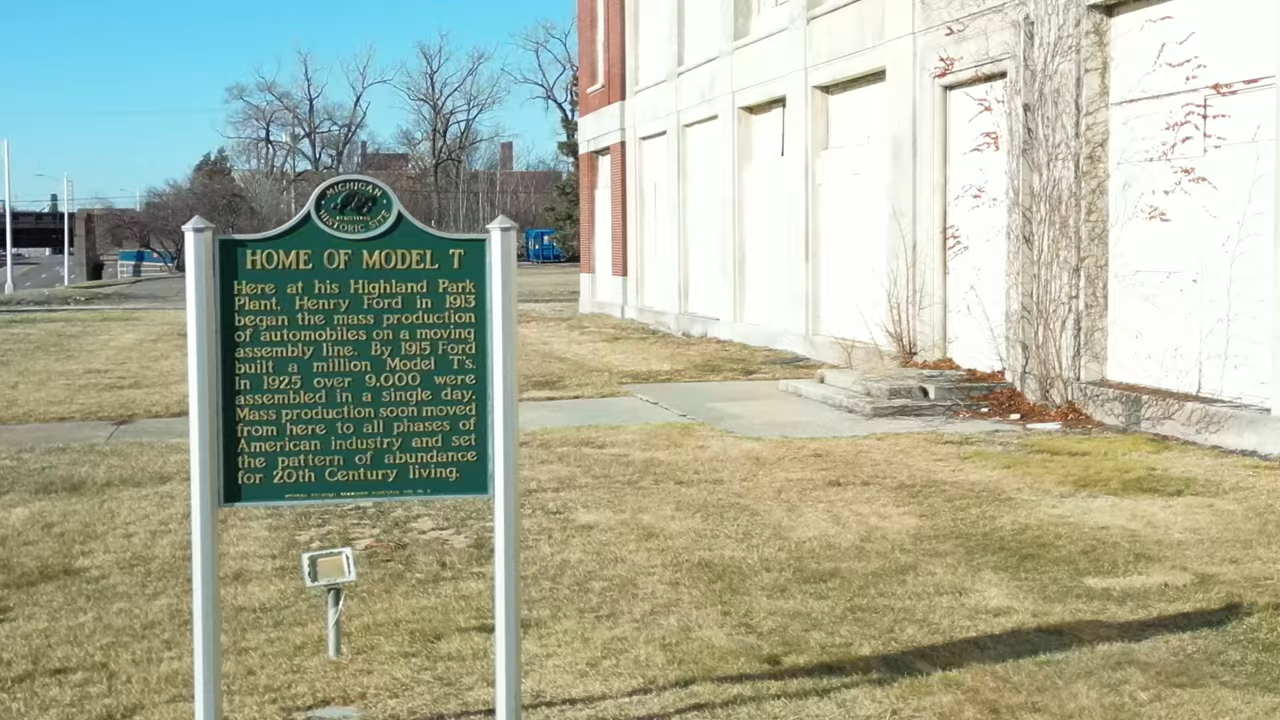 MICHIGAN
REGISTERED
HISTORIC SITE
HOME OF MODEL T
Here at his Highland Park
Plant, Henry Ford in 1913
began the mass production
of automobiles on a moving
assembly line. By 1915 Ford
built a million Model T's.
In 1925 over 9,000 were
assembled in a single day.
Mass production soon moved
from here to all phases of
American industry and set
the pattern of abundance
for 20th Century living.